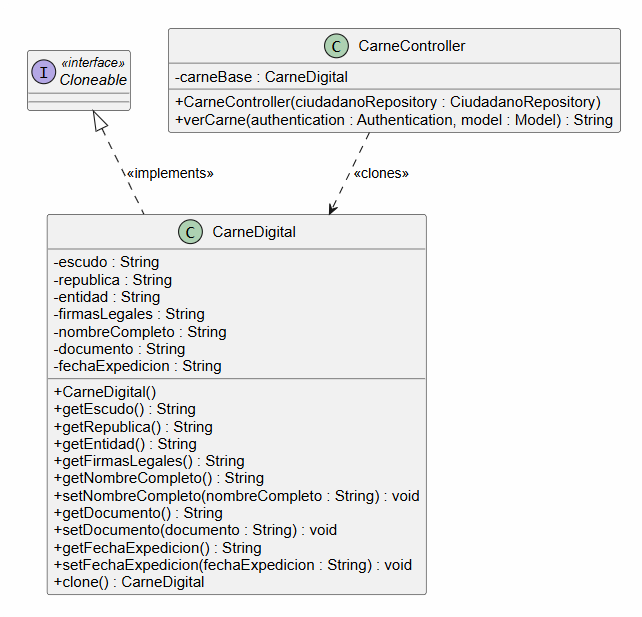 I
«interface»
Cloneable
C
CarneController
-carneBase : CarneDigital
+CarneController(ciudadanoRepository : CiudadanoRepository)
+verCarne(authentication : Authentication, model : Model) : String
«implements»
«clones»
C
CarneDigital
-escudo : String
-republica : String
-entidad : String
-firmasLegales : String
-nombreCompleto : String
-documento : String
-fechaExpedicion : String
+CarneDigital()
+getEscudo() : String
+getRepublica() : String
+getEntidad() : String
+getFirmasLegales() : String
+getNombreCompleto() : String
+setNombreCompleto(nombreCompleto : String) : void
+getDocumento() : String
+setDocumento(documento : String) : void
+getFechaExpedicion() : String
+setFechaExpedicion(fechaExpedicion : String) : void
+clone() : CarneDigital